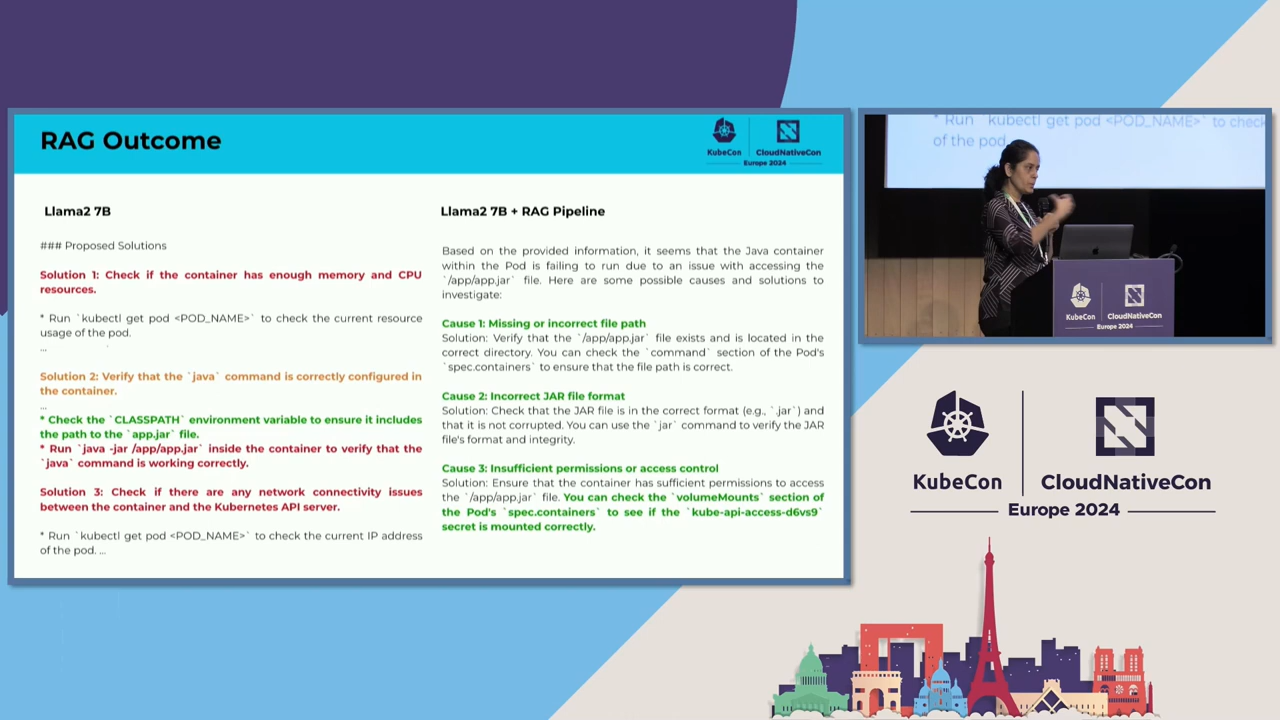 RAG Outcome
KubeCon
CloudNativeCon
Europe 2024
Llama2 7B
### Proposed Solutions
Solution 1: Check if the container has enough memory and CPU
resources.
* Run `kubectl get pod <POD_NAME>` to check the current resource
usage of the pod.
...
Solution 2: Verify that the `java` command is correctly configured in
the container.
...
* Check the `CLASSPATH` environment variable to ensure it includes
the path to the `app.jar` file.
* Run `java -jar /app/app.jar` inside the container to verify that the
`java` command is working correctly.
Solution 3: Check if there are any network connectivity issues
between the container and the Kubernetes API server.
* Run `kubectl get pod <POD_NAME>` to check the current IP address
of the pod. ...
Llama2 7B + RAG Pipeline
Based on the provided information, it seems that the Java container
within the Pod is failing to run due to an issue with accessing the
`/app/app.jar` file. Here are some possible causes and solutions to
investigate:
Cause 1: Missing or incorrect file path
Solution: Verify that the `/app/app.jar` file exists and is located in the
correct directory. You can check the `command` section of the Pod's
`spec.containers` to ensure that the file path is correct.
Cause 2: Incorrect JAR file format
Solution: Check that the JAR file is in the correct format (e.g., `.jar`) and
that it is not corrupted. You can use the `jar` command to verify the JAR
file's format and integrity.
Cause 3: Insufficient permissions or access control
Solution: Ensure that the container has sufficient permissions to access
the `/app/app.jar` file. You can check the `volumeMounts` section of
the Pod's `spec.containers` to see if the `kube-api-access-d6vs9`
secret is mounted correctly.
* Run `kubectl get pod <POD_NAME>` to check
of the pod.
KubeCon
CloudNativeCon
Europe 2024
KubeCon
CloudNativeCon
Europe 2024